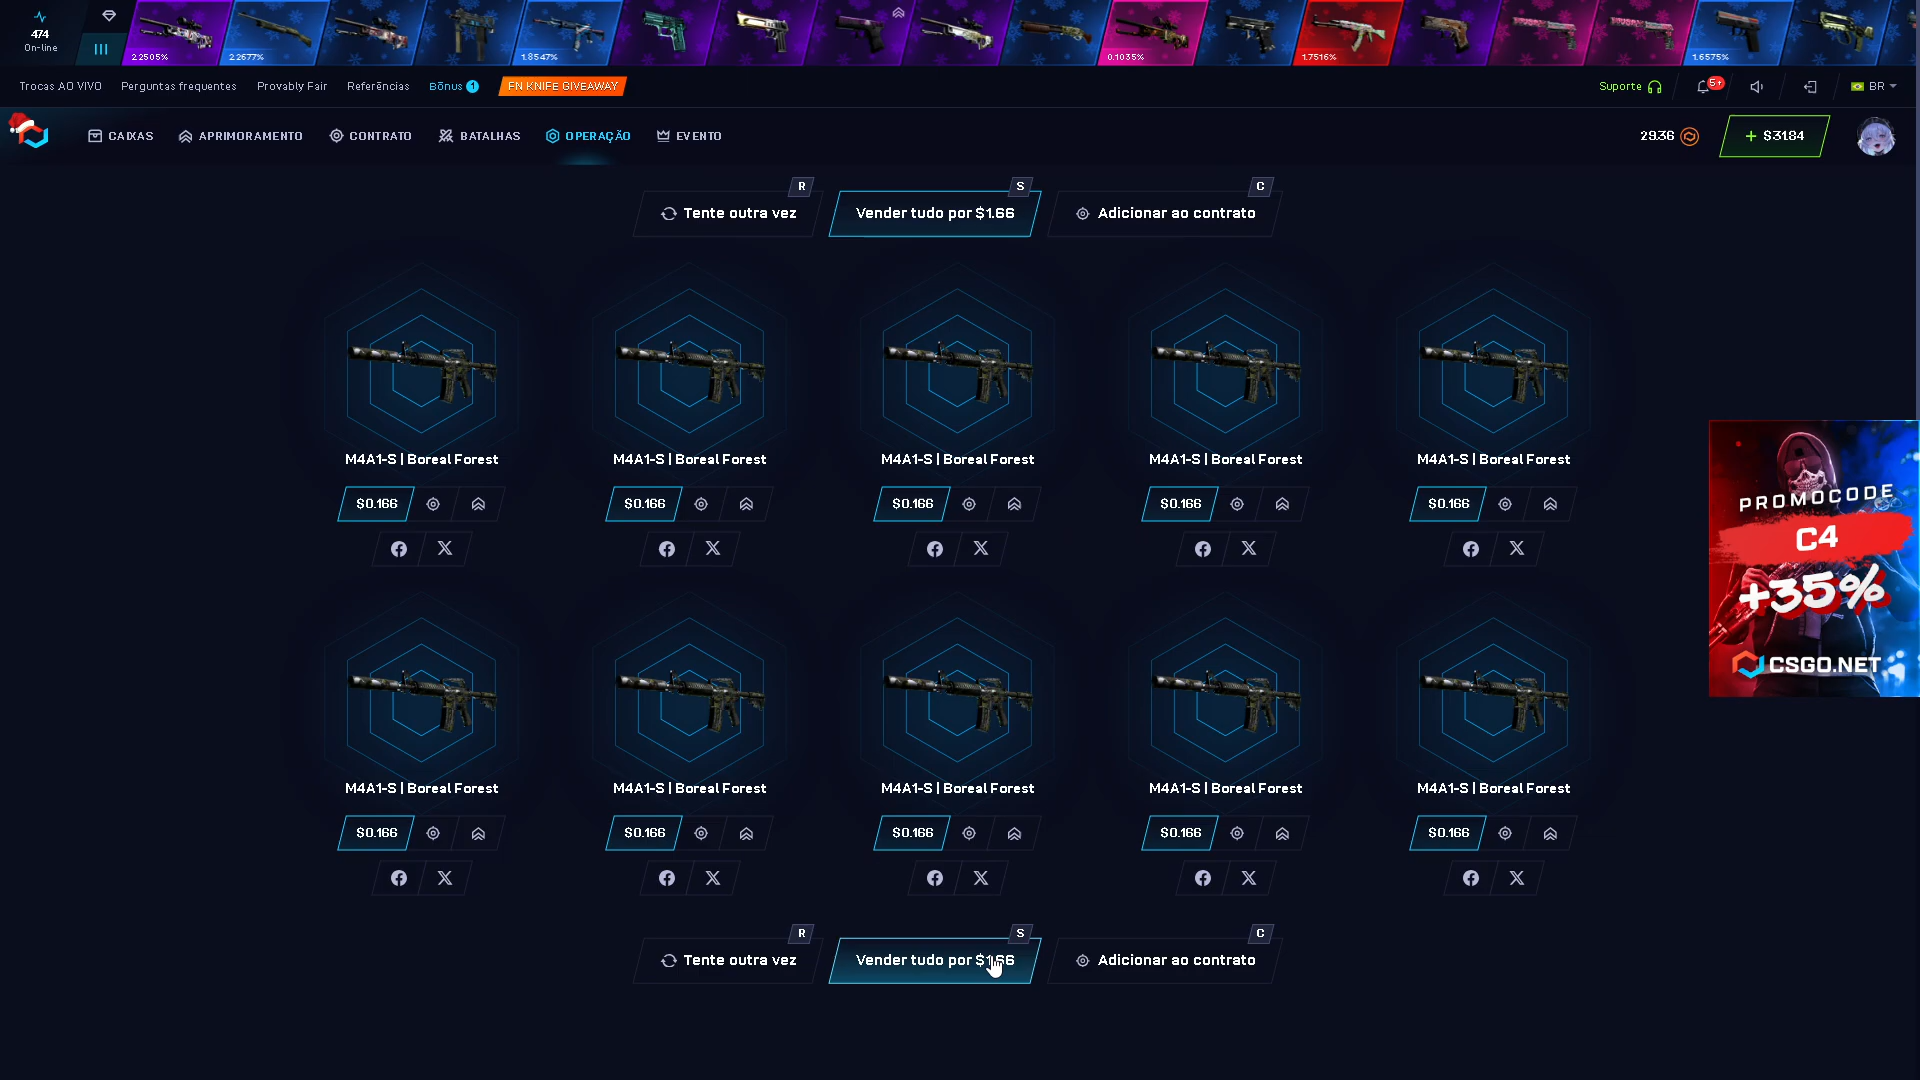 474
On-line
2.2505%
2.2677%
1.8547%
0.1035%
1.7516%
1.6575%
Trocas AO VIVO
Perguntas frequentes
Provably Fair
Referências
Bônus 1
FN KNIFE GIVEAWAY
Suporte
5+
BR
CAIXAS
APRIMORAMENTO
CONTRATO
BATALHAS
OPERAÇÃO
EVENTO
29.36
+ $31.84
R
S
C
Tente outra vez
Vender tudo por $1.66
Adicionar ao contrato
M4A1-S | Boreal Forest
M4A1-S | Boreal Forest
M4A1-S | Boreal Forest
M4A1-S | Boreal Forest
M4A1-S | Boreal Forest
$0.166
$0.166
$0.166
$0.166
$0.166
M4A1-S | Boreal Forest
M4A1-S | Boreal Forest
M4A1-S | Boreal Forest
M4A1-S | Boreal Forest
M4A1-S | Boreal Forest
$0.166
$0.166
$0.166
$0.166
$0.166
R
S
C
Tente outra vez
Vender tudo por $1.66
Adicionar ao contrato
PROMOCODE
C4
+35%
CSGO.NET